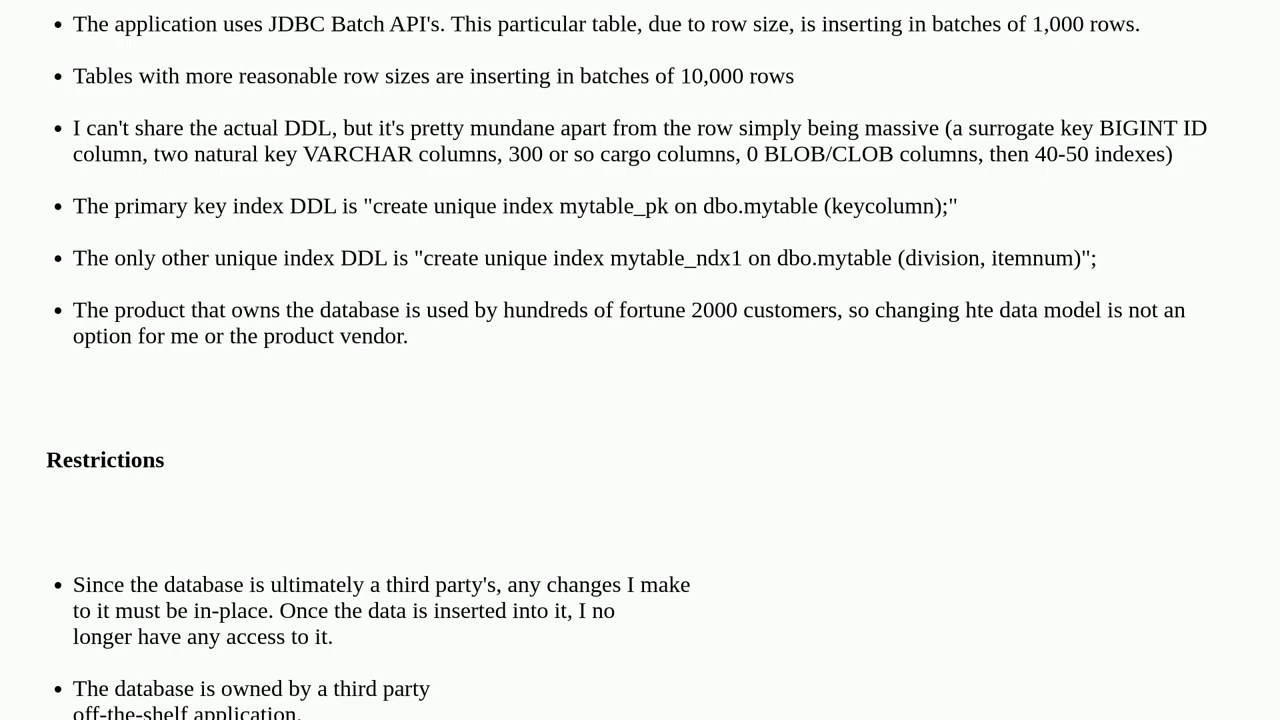 The application uses JDBC Batch API's. This particular table, due to row size, is inserting in batches of 1,000 rows.
Tables with more reasonable row sizes are inserting in batches of 10,000 rows
I can't share the actual DDL, but it's pretty mundane apart from the row simply being massive (a surrogate key BIGINT ID
column, two natural key VARCHAR columns, 300 or so cargo columns, 0 BLOB/CLOB columns, then 40-50 indexes)
The primary key index DDL is "create unique index mytable_pk on dbo.mytable (keycolumn);"
The only other unique index DDL is "create unique index mytable_ndx1 on dbo.mytable (division, itemnum)";
The product that owns the database is used by hundreds of fortune 2000 customers, so changing hte data model is not an
option for me or the product vendor.
Restrictions
Since the database is ultimately a third party's, any changes I make
to it must be in-place. Once the data is inserted into it, I no
longer have any access to it.
The database is owned by a third party
off-the-shelf application.